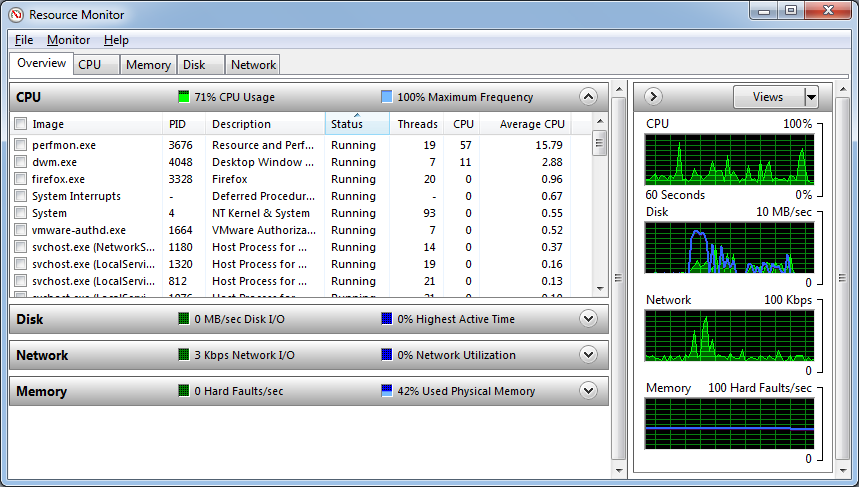 Resource Monitor
File Monitor Help
Overview CPU Memory Disk Network
CPU 71% CPU Usage 100% Maximum Frequency
Image PID Description Status Threads CPU Average CPU
perfmon.exe 3676 Resource and Perf... Running 19 57 15.79
dwm.exe 4048 Desktop Window ... Running 7 11 2.88
firefox.exe 3328 Firefox Running 20 0 0.96
System Interrupts - Deferred Procedur... Running - 0 0.67
System 4 NT Kernel & System Running 93 0 0.55
vmware-authd.exe 1664 VMware Authoriza... Running 7 0 0.52
svchost.exe (NetworkS... 1180 Host Process for ... Running 14 0 0.37
svchost.exe (LocalServi... 1320 Host Process for ... Running 19 0 0.16
svchost.exe (LocalServi... 812 Host Process for ... Running 21 0 0.13
svchost.exe (LocalServi... Host Process for ... Running
Disk 0 MB/sec Disk I/O 0% Highest Active Time
Network 3 Kbps Network I/O 0% Network Utilization
Memory 0 Hard Faults/sec 42% Used Physical Memory
Views
CPU 100%
60 Seconds 0%
Disk 10 MB/sec
0
Network 100 Kbps
0
Memory 100 Hard Faults/sec
0